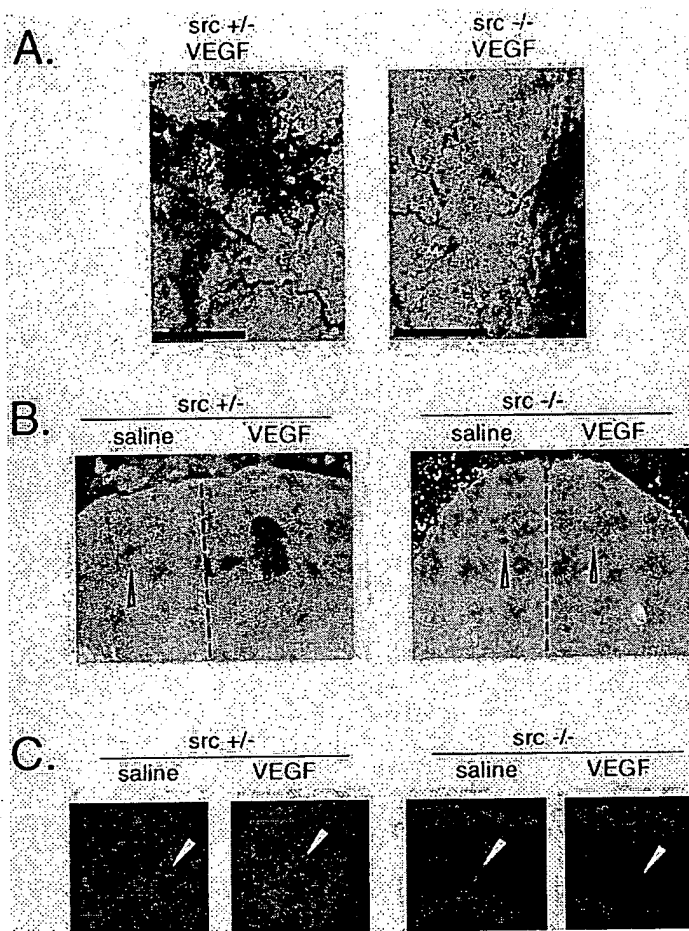 A.
src +/- src -/-
VEGF VEGF
B.
src +/- src -/-
saline VEGF saline VEGF
C.
src +/- src -/-
saline VEGF saline VEGF